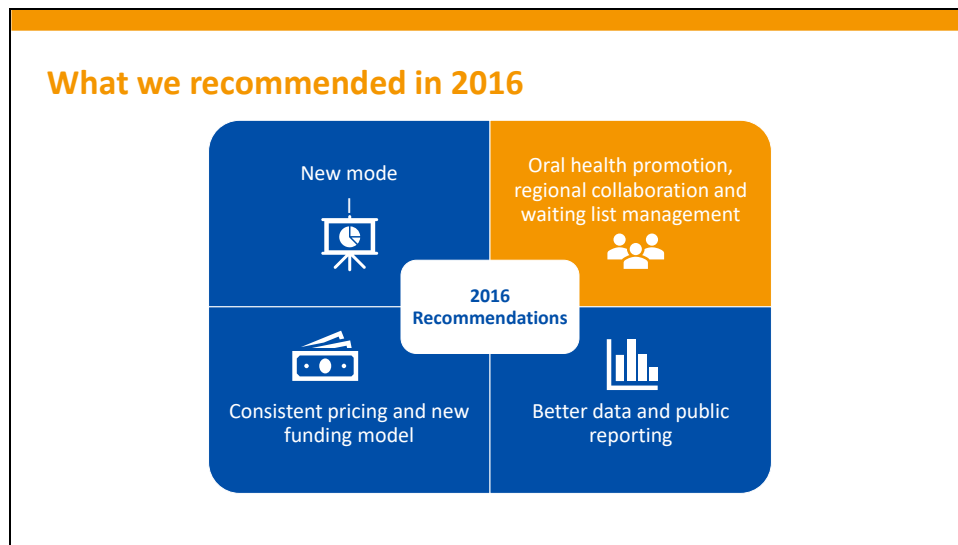 What we recommended in 2016
New mode
l
Oral health promotion,
regional collaboration and
waiting list management
2016
Recommendations
Consistent pricing and new
funding model
Better data and public
reporting